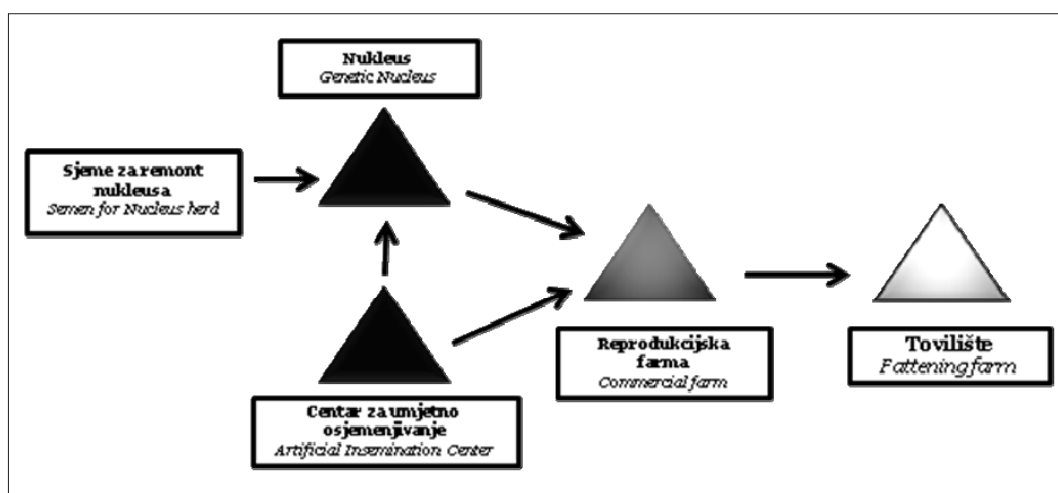 Nukleus
Genetic Nucleus
Sjeme za remont
nukleusa
Semen for Nucleus herd
Reprodukcijska
farma
Commercial farm
Tovilište
Fattening farm
Centar za umjetno
osjemenjivanje
Artificial Insemination Center